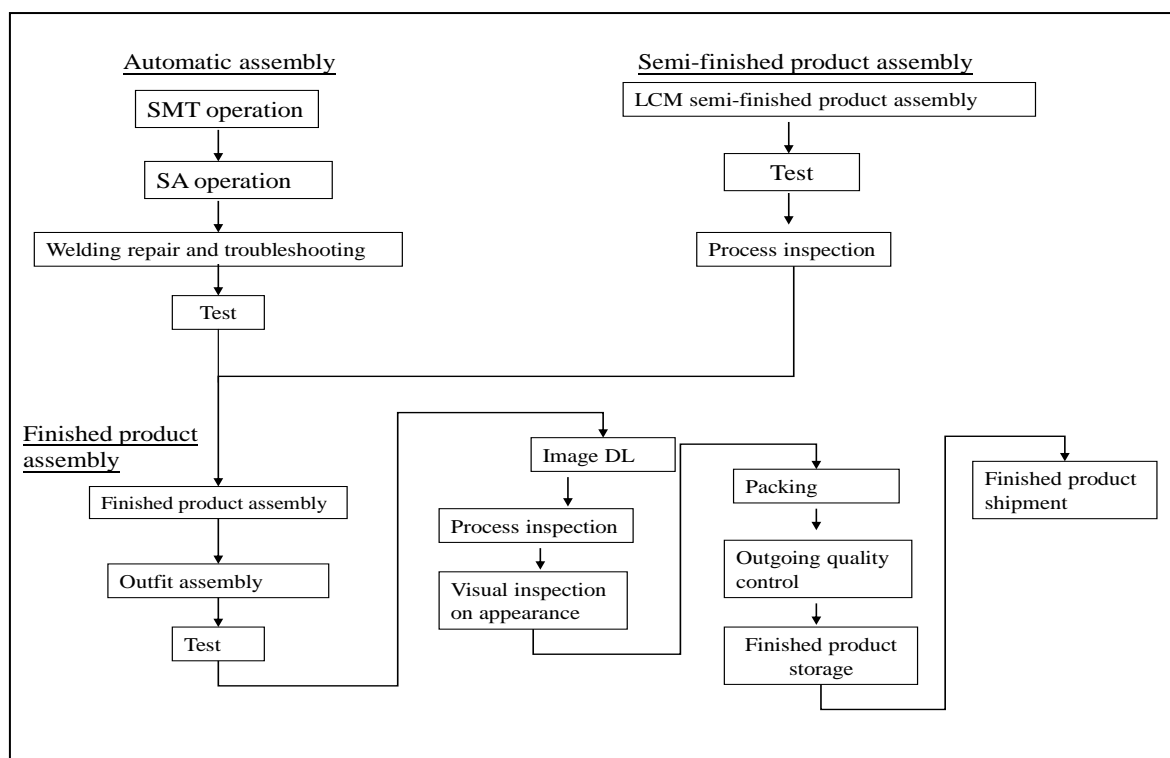 Automatic assembly
SMT operation
SA operation
Welding repair and troubleshooting
Test
Semi-finished product assembly
LCM semi-finished product assembly
Test
Process inspection
Finished product
assembly
Finished product assembly
Outfit assembly
Test
Image DL
Process inspection
Visual inspection
on appearance
Packing
Outgoing quality
control
Finished product
storage
Finished product
shipment